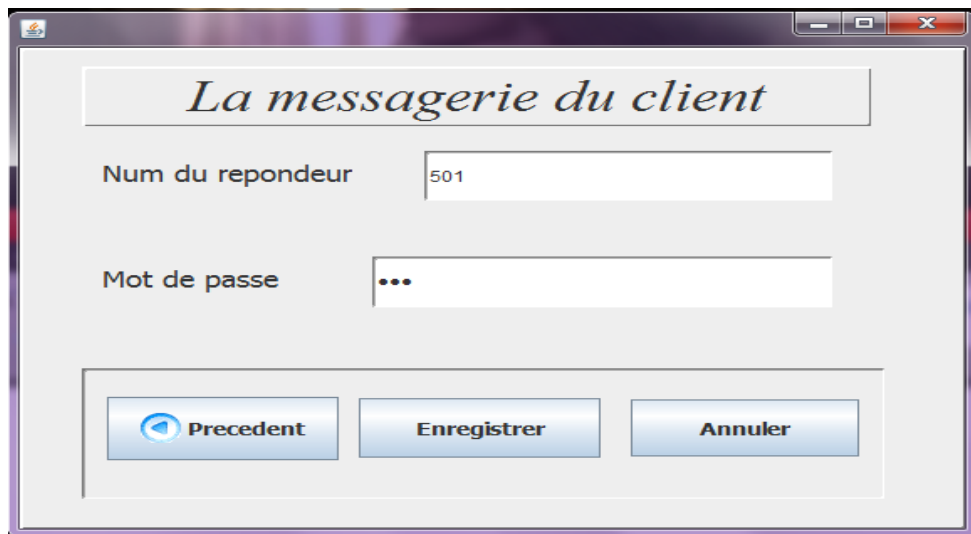 La messagerie du client
Num du repondeur
501
Mot de passe
•••
Precedent
Enregistrer
Annuler